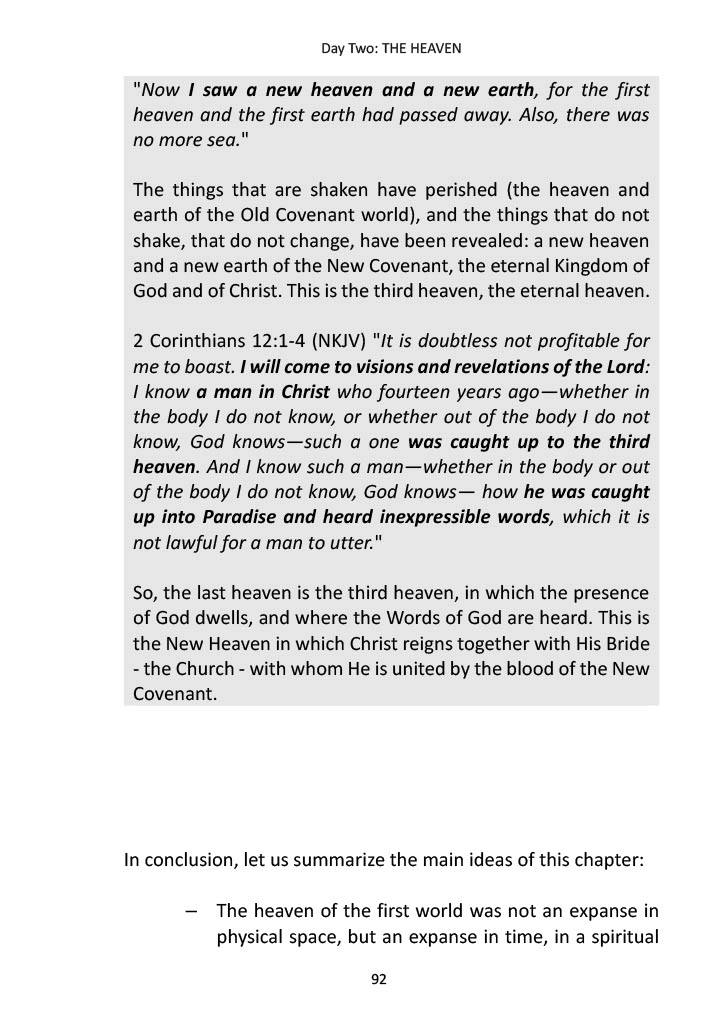 Day Two: THE HEAVEN
"Now I saw a new heaven and a new earth, for the first
heaven and the first earth had passed away. Also, there was
no more sea."
The things that are shaken have perished (the heaven and
earth of the Old Covenant world), and the things that do not
shake, that do not change, have been revealed: a new heaven
and a new earth of the New Covenant, the eternal Kingdom of
God and of Christ. This is the third heaven, the eternal heaven.
2 Corinthians 12:1-4 (NKJV) "It is doubtless not profitable for
me to boast. I will come to visions and revelations of the Lord:
I know a man in Christ who fourteen years ago—whether in
the body I do not know, or whether out of the body I do not
know, God knows—such a one was caught up to the third
heaven. And I know such a man—whether in the body or out
of the body I do not know, God knows— how he was caught
up into Paradise and heard inexpressible words, which it is
not lawful for a man to utter."
So, the last heaven is the third heaven, in which the presence
of God dwells, and where the Words of God are heard. This is
the New Heaven in which Christ reigns together with His Bride
- the Church - with whom He is united by the blood of the New
Covenant.
In conclusion, let us summarize the main ideas of this chapter:
– The heaven of the first world was not an expanse in
physical space, but an expanse in time, in a spiritual
92